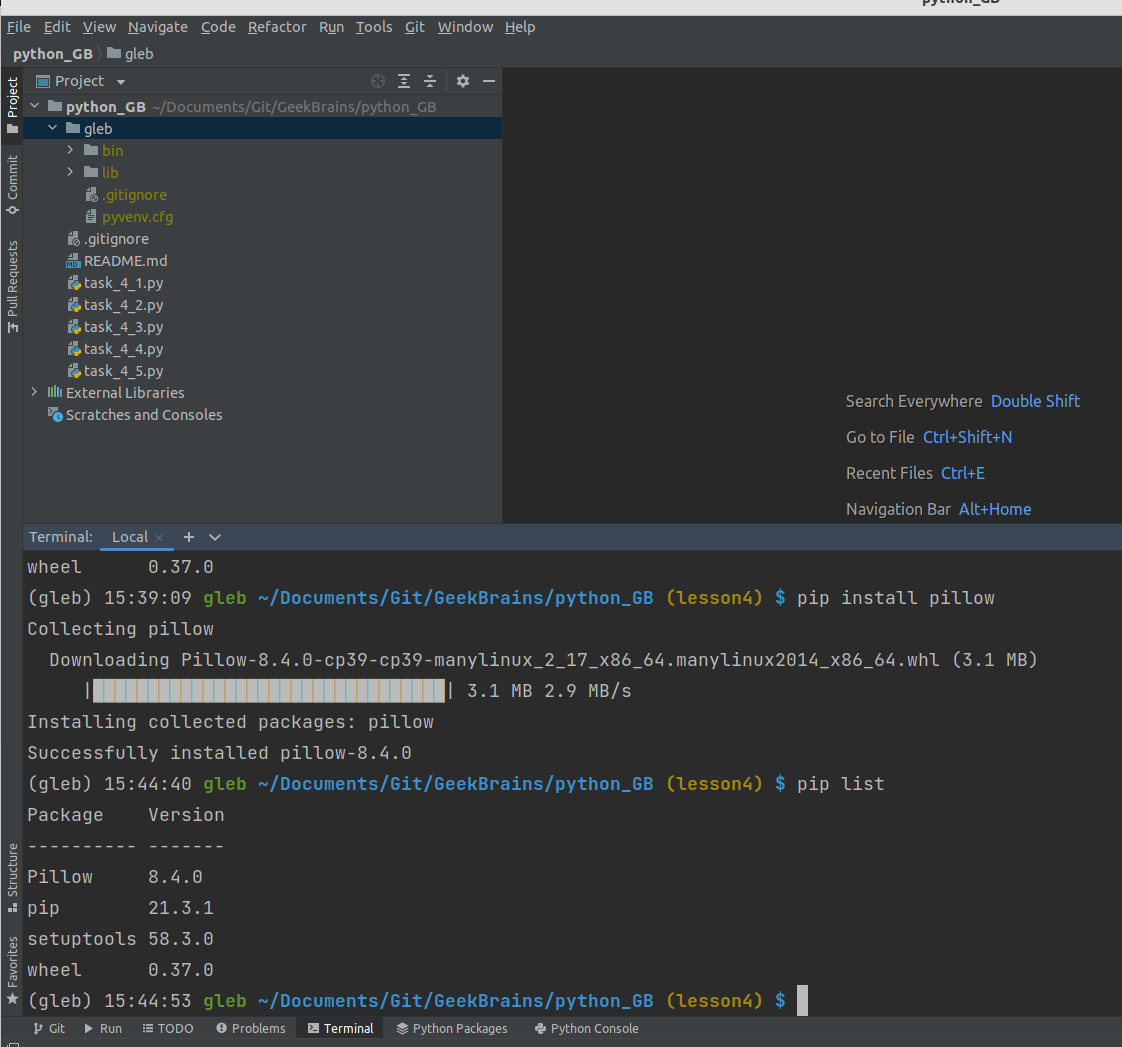 python_GB
File Edit View Navigate Code Refactor Run Tools Git Window Help
python_GB gleb
Project
Project
python_GB ~/Documents/Git/GeekBrains/python_GB
gleb
bin
lib
.gitignore
pyvenv.cfg
.gitignore
README.md
task_4_1.py
task_4_2.py
task_4_3.py
task_4_4.py
task_4_5.py
External Libraries
Scratches and Consoles
Commit
Pull Requests
Search Everywhere Double Shift
Go to File Ctrl+Shift+N
Recent Files Ctrl+E
Navigation Bar Alt+Home
Terminal: Local
wheel 0.37.0
(gleb) 15:39:09 gleb ~/Documents/Git/GeekBrains/python_GB (lesson4) $ pip install pillow
Collecting pillow
Downloading Pillow-8.4.0-cp39-cp39-manylinux_2_17_x86_64.manylinux2014_x86_64.whl (3.1 MB)
| | 3.1 MB 2.9 MB/s
Installing collected packages: pillow
Successfully installed pillow-8.4.0
(gleb) 15:44:40 gleb ~/Documents/Git/GeekBrains/python_GB (lesson4) $ pip list
Package Version
---------- -------
Pillow 8.4.0
pip 21.3.1
setuptools 58.3.0
wheel 0.37.0
(gleb) 15:44:53 gleb ~/Documents/Git/GeekBrains/python_GB (lesson4) $
Structure
Favorites
Git Run TODO Problems Terminal Python Packages Python Console